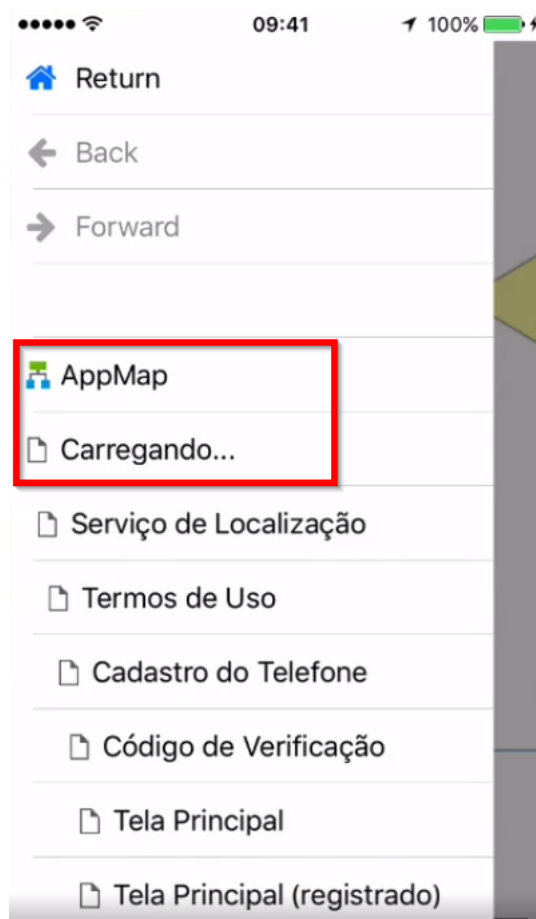 09:41 100%
Return
Back
Forward
AppMap
Carregando...
Serviço de Localização
Termos de Uso
Cadastro do Telefone
Código de Verificação
Tela Principal
Tela Principal (registrado)